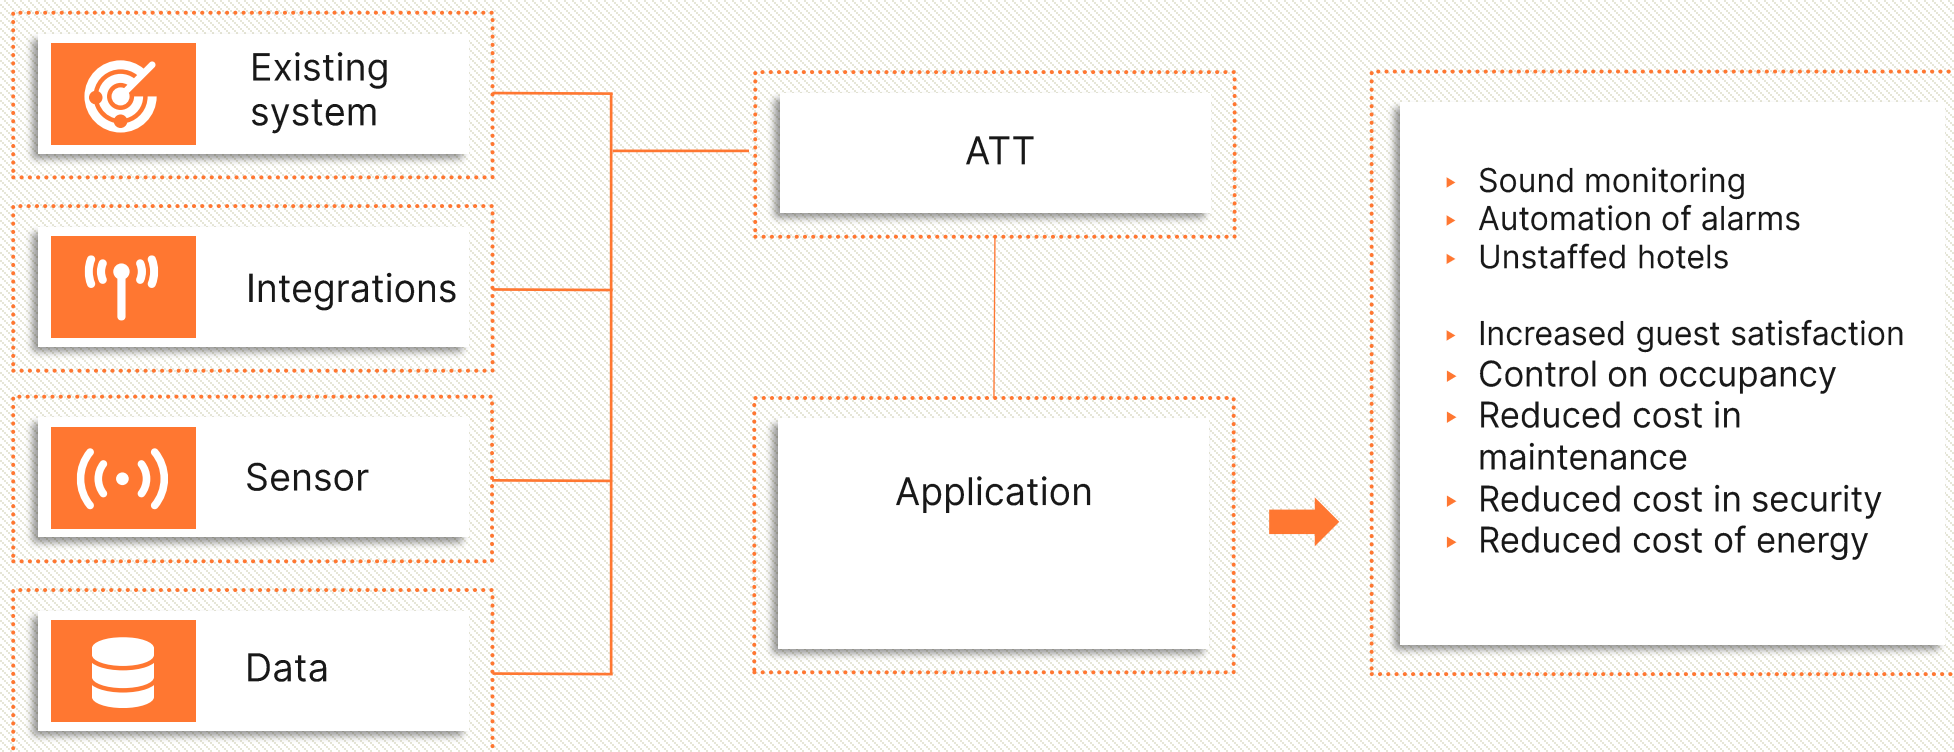 Existing
system
Integrations
Sensor
Data
ATT
Application
Sound monitoring
Automation of alarms
Unstaffed hotels
Increased guest satisfaction
Control on occupancy
Reduced cost in
maintenance
Reduced cost in security
Reduced cost of energy